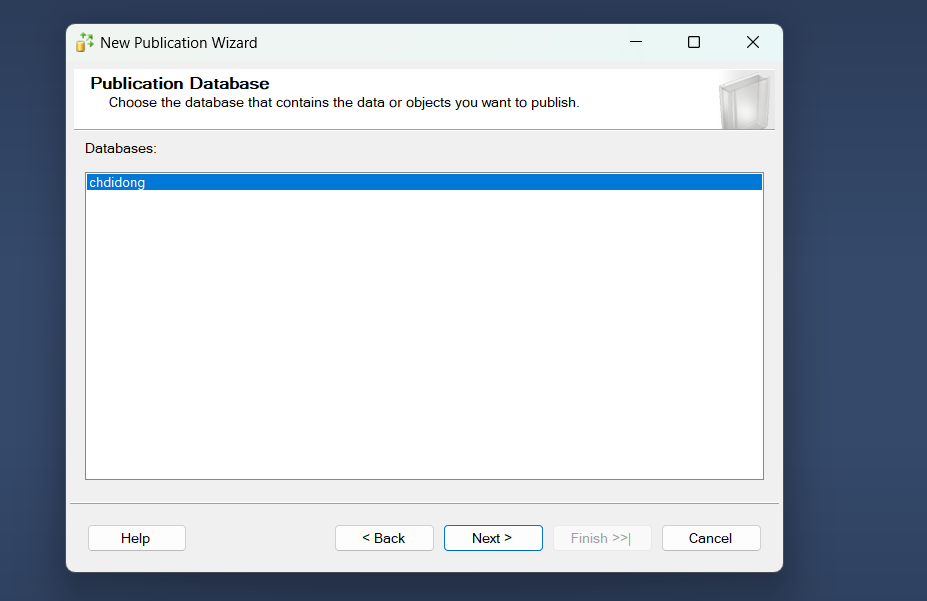 New Publication Wizard
Publication Database
Choose the database that contains the data or objects you want to publish.
Databases:
chdidong
Help
< Back
Next >
Finish >>|
Cancel